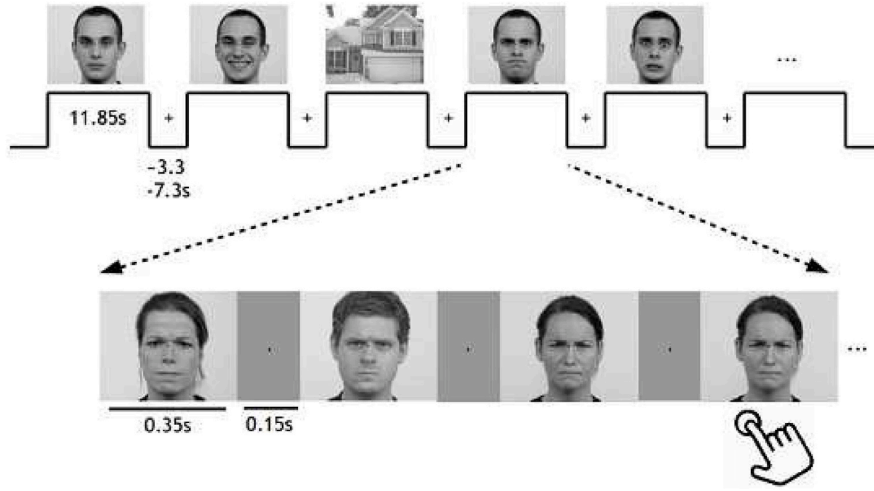 ...
11.85s + + + + +
-3.3
-7.3s
...
0.35s 0.15s